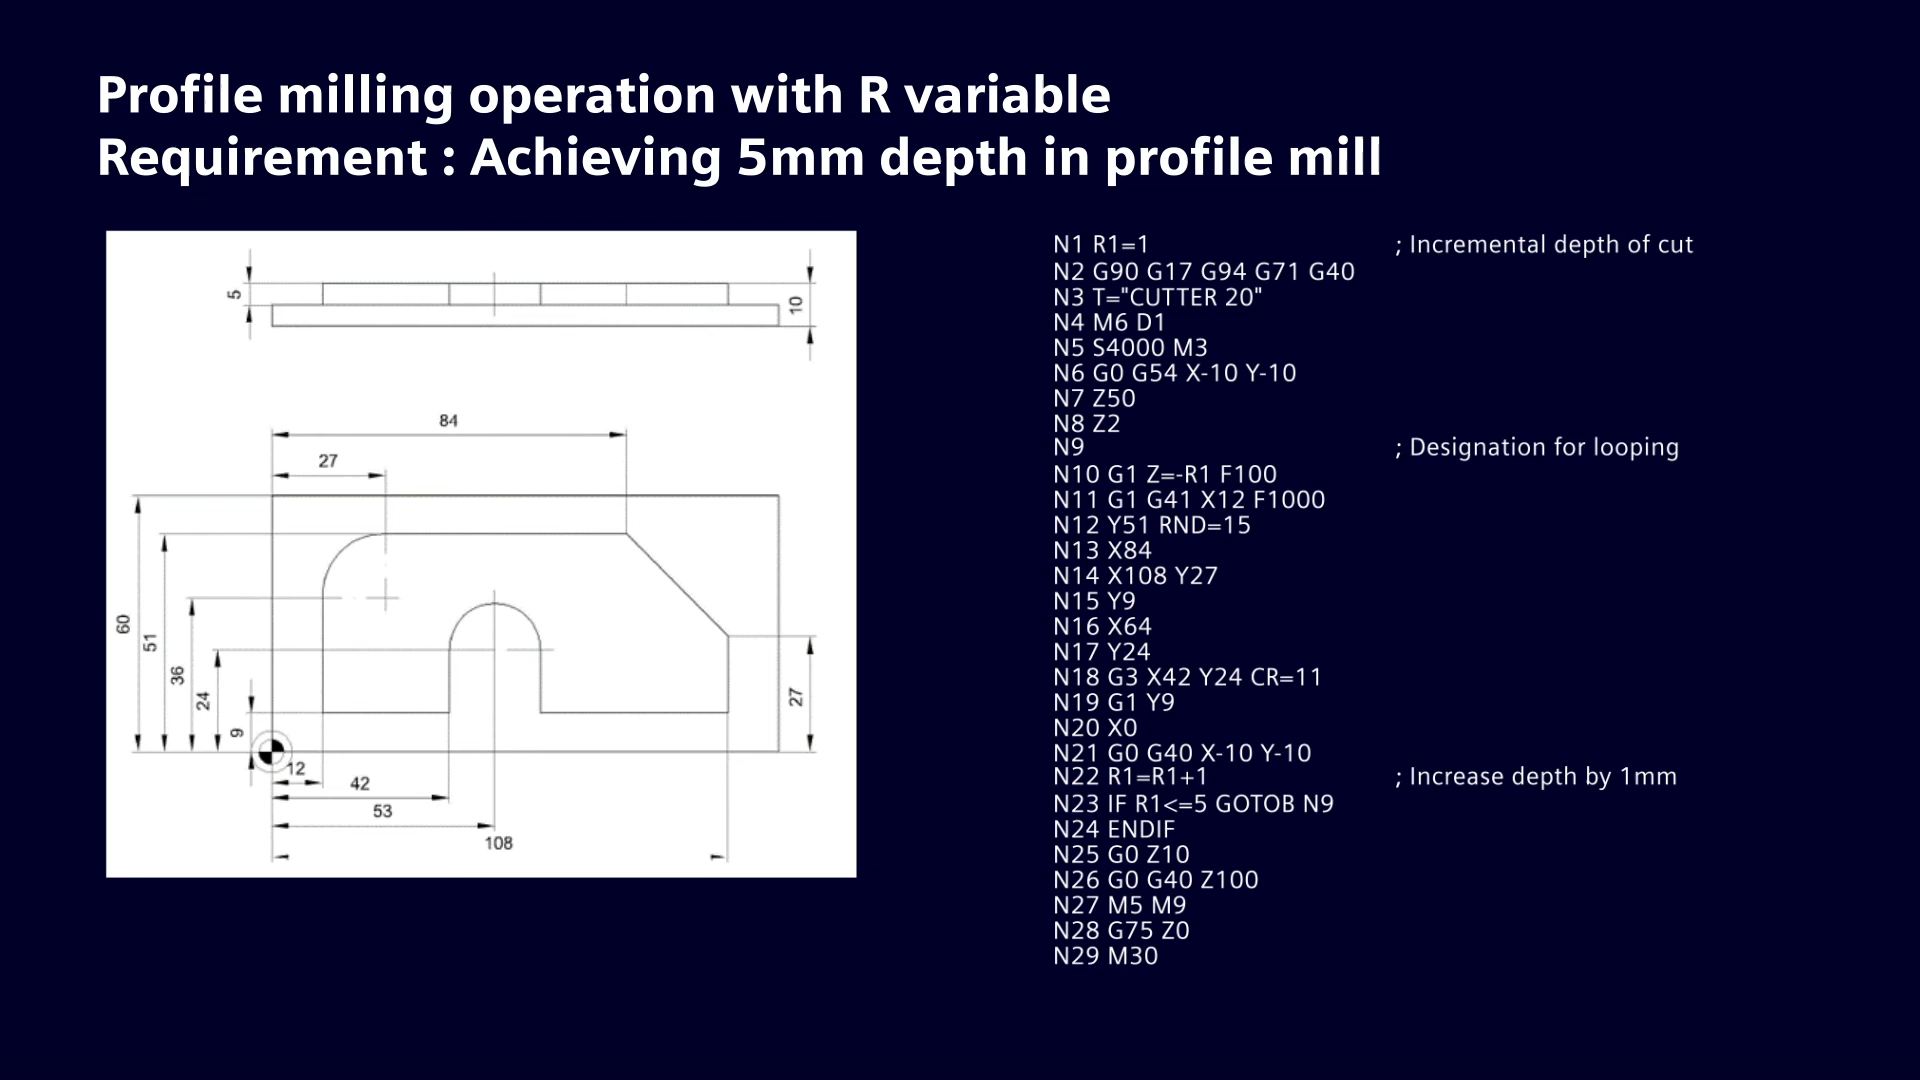 Profile milling operation with R variable
Requirement : Achieving 5mm depth in profile mill
5
10
84
27
60
51
36
24
9
27
12
42
53
108
N1 R1=1 ; Incremental depth of cut
N2 G90 G17 G94 G71 G40
N3 T="CUTTER 20"
N4 M6 D1
N5 S4000 M3
N6 G0 G54 X-10 Y-10
N7 Z50
N8 Z2
N9 ; Designation for looping
N10 G1 Z=-R1 F100
N11 G1 G41 X12 F1000
N12 Y51 RND=15
N13 X84
N14 X108 Y27
N15 Y9
N16 X64
N17 Y24
N18 G3 X42 Y24 CR=11
N19 G1 Y9
N20 X0
N21 G0 G40 X-10 Y-10
N22 R1=R1+1 ; Increase depth by 1mm
N23 IF R1<=5 GOTOB N9
N24 ENDIF
N25 G0 Z10
N26 G0 G40 Z100
N27 M5 M9
N28 G75 Z0
N29 M30